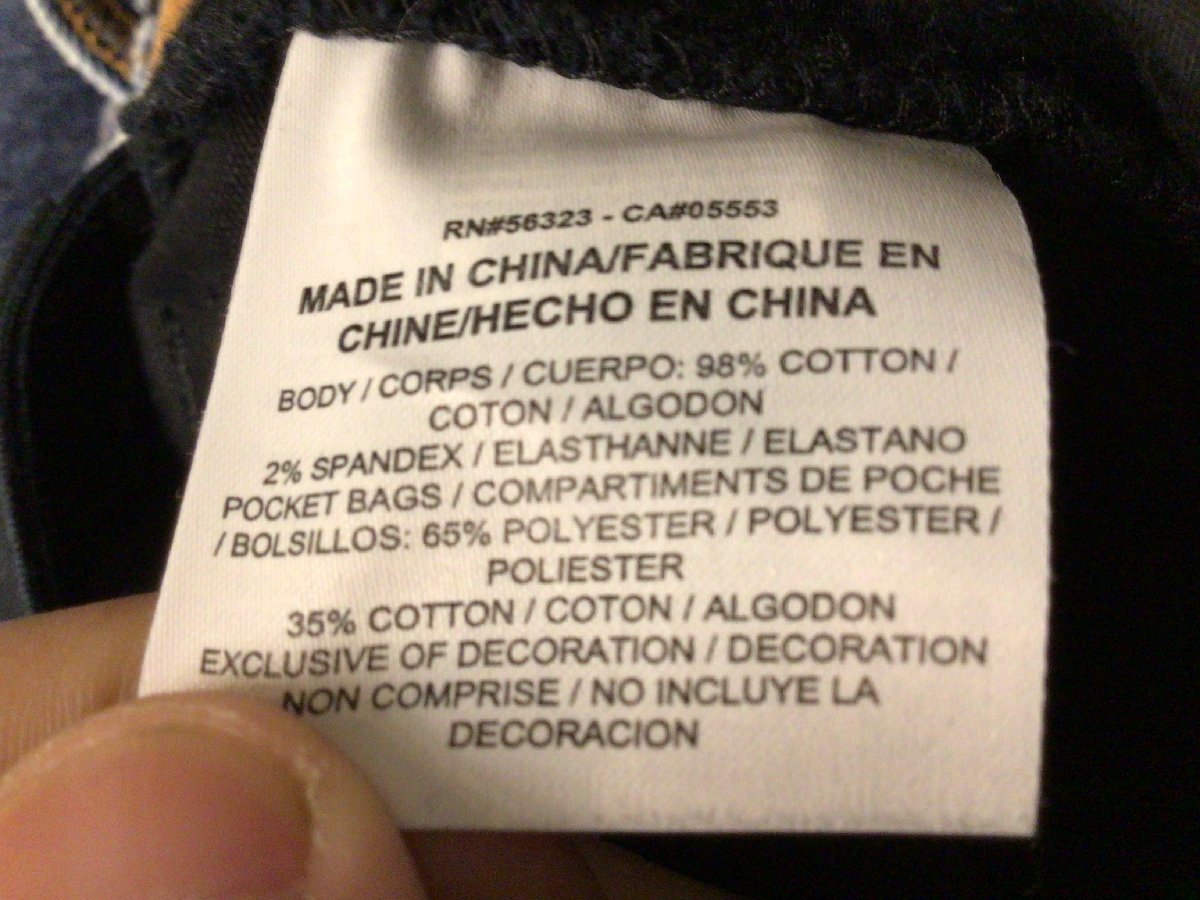 RN#56323 - CA#05553
MADE IN CHINA/FABRIQUE EN
CHINE/HECHO EN CHINA
BODY / CORPS / CUERPO: 98% COTTON /
COTON / ALGODON
2% SPANDEX / ELASTHANNE / ELASTANO
POCKET BAGS / COMPARTIMENTS DE POCHE
/ BOLSILLOS: 65% POLYESTER / POLYESTER /
POLIESTER
35% COTTON / COTON / ALGODON
EXCLUSIVE OF DECORATION / DECORATION
NON COMPRISE / NO INCLUYE LA
DECORACION